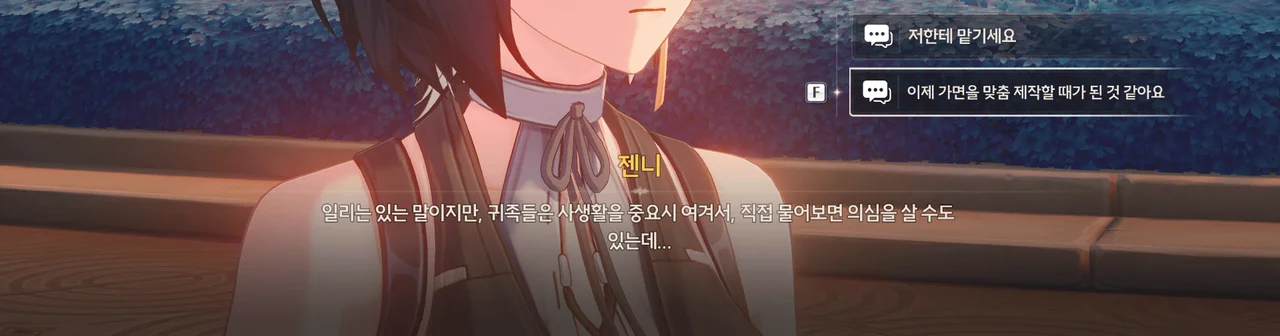 저한테 맡기세요
F
이제 가면을 맞춤 제작할 때가 된 것 같아요
젠니
일리는 있는 말이지만, 귀족들은 사생활을 중요시 여겨서, 직접 물어보면 의심을 살 수도
있는데...